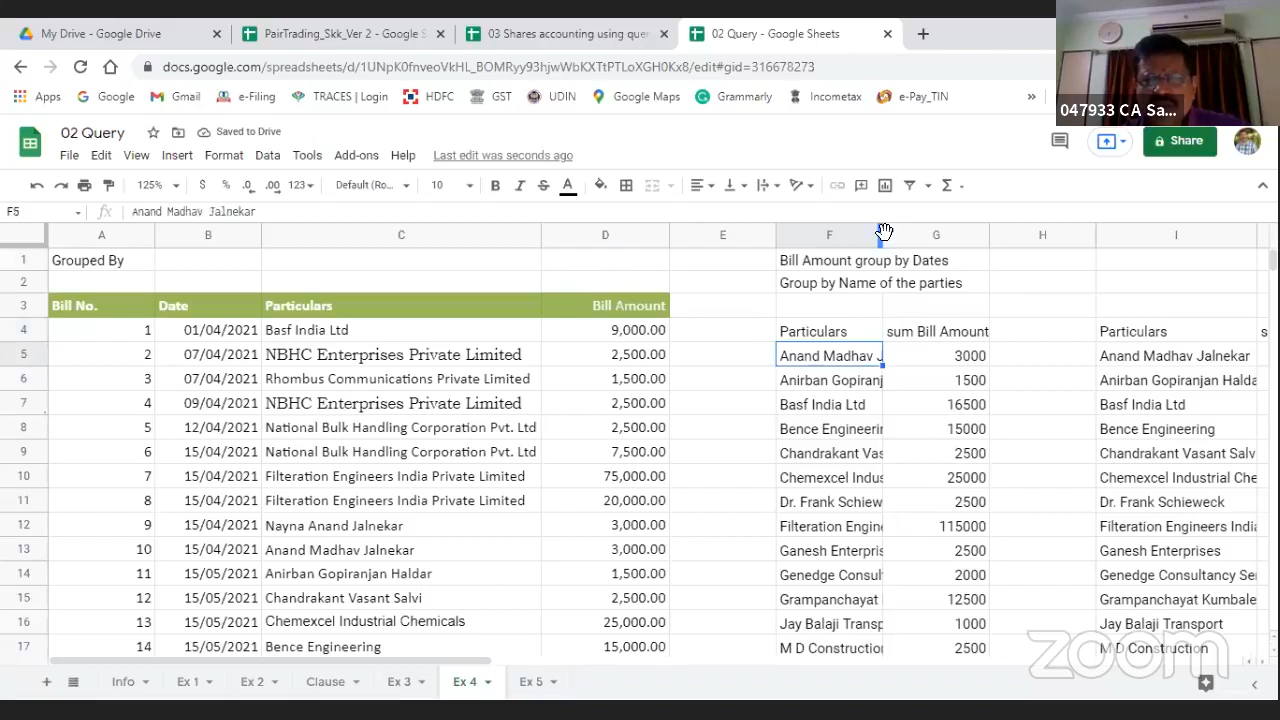 My Drive - Google Drive
PairTrading_Skk_Ver 2 - Google S
03 Shares accounting using quer
02 Query - Google Sheets
docs.google.com/spreadsheets/d/1UNpK0fnveoVkHL_BOMRyy93hjwWbKXTtPTLoXGH0Kx8/edit#gid=316678273
Apps Google Gmail e-Filing TRACES | Login HDFC GST UDIN Google Maps Grammarly Incometax e-Pay_TIN »
047933 CA Sa...
02 Query Saved to Drive
Share
File Edit View Insert Format Data Tools Add-ons Help Last edit was seconds ago
125% $ % .0 .00 123 Default (Ro... 10 B I S A
F5 fx Anand Madhav Jalnekar
A B C D E F G H I
1 Grouped By Bill Amount group by Dates
2 Group by Name of the parties
3 Bill No. Date Particulars Bill Amount
4 1 01/04/2021 Basf India Ltd 9,000.00 Particulars sum Bill Amount Particulars s
5 2 07/04/2021 NBHC Enterprises Private Limited 2,500.00 Anand Madhav J 3000 Anand Madhav Jalnekar
6 3 07/04/2021 Rhombus Communications Private Limited 1,500.00 Anirban Gopiranj 1500 Anirban Gopiranjan Halda
7 4 09/04/2021 NBHC Enterprises Private Limited 2,500.00 Basf India Ltd 16500 Basf India Ltd
8 5 12/04/2021 National Bulk Handling Corporation Pvt. Ltd 2,500.00 Bence Engineerin 15000 Bence Engineering
9 6 15/04/2021 National Bulk Handling Corporation Pvt. Ltd 7,500.00 Chandrakant Vas 2500 Chandrakant Vasant Salvi
10 7 15/04/2021 Filteration Engineers India Private Limited 75,000.00 Chemexcel Indus 25000 Chemexcel Industrial Che
11 8 15/04/2021 Filteration Engineers India Private Limited 20,000.00 Dr. Frank Schiew 2500 Dr. Frank Schieweck
12 9 15/04/2021 Nayna Anand Jalnekar 3,000.00 Filteration Engin 115000 Filteration Engineers India
13 10 15/04/2021 Anand Madhav Jalnekar 3,000.00 Ganesh Enterpris 2500 Ganesh Enterprises
14 11 15/05/2021 Anirban Gopiranjan Haldar 1,500.00 Genedge Consul 2000 Genedge Consultancy Se
15 12 15/05/2021 Chandrakant Vasant Salvi 2,500.00 Grampanchayat 12500 Grampanchayat Kumbale
16 13 15/05/2021 Chemexcel Industrial Chemicals 25,000.00 Jay Balaji Transp 1000 Jay Balaji Transport
17 14 15/05/2021 Bence Engineering 15,000.00 M D Construction 2500 M D Construction
zoom
Info Ex 1 Ex 2 Clause Ex 3 Ex 4 Ex 5